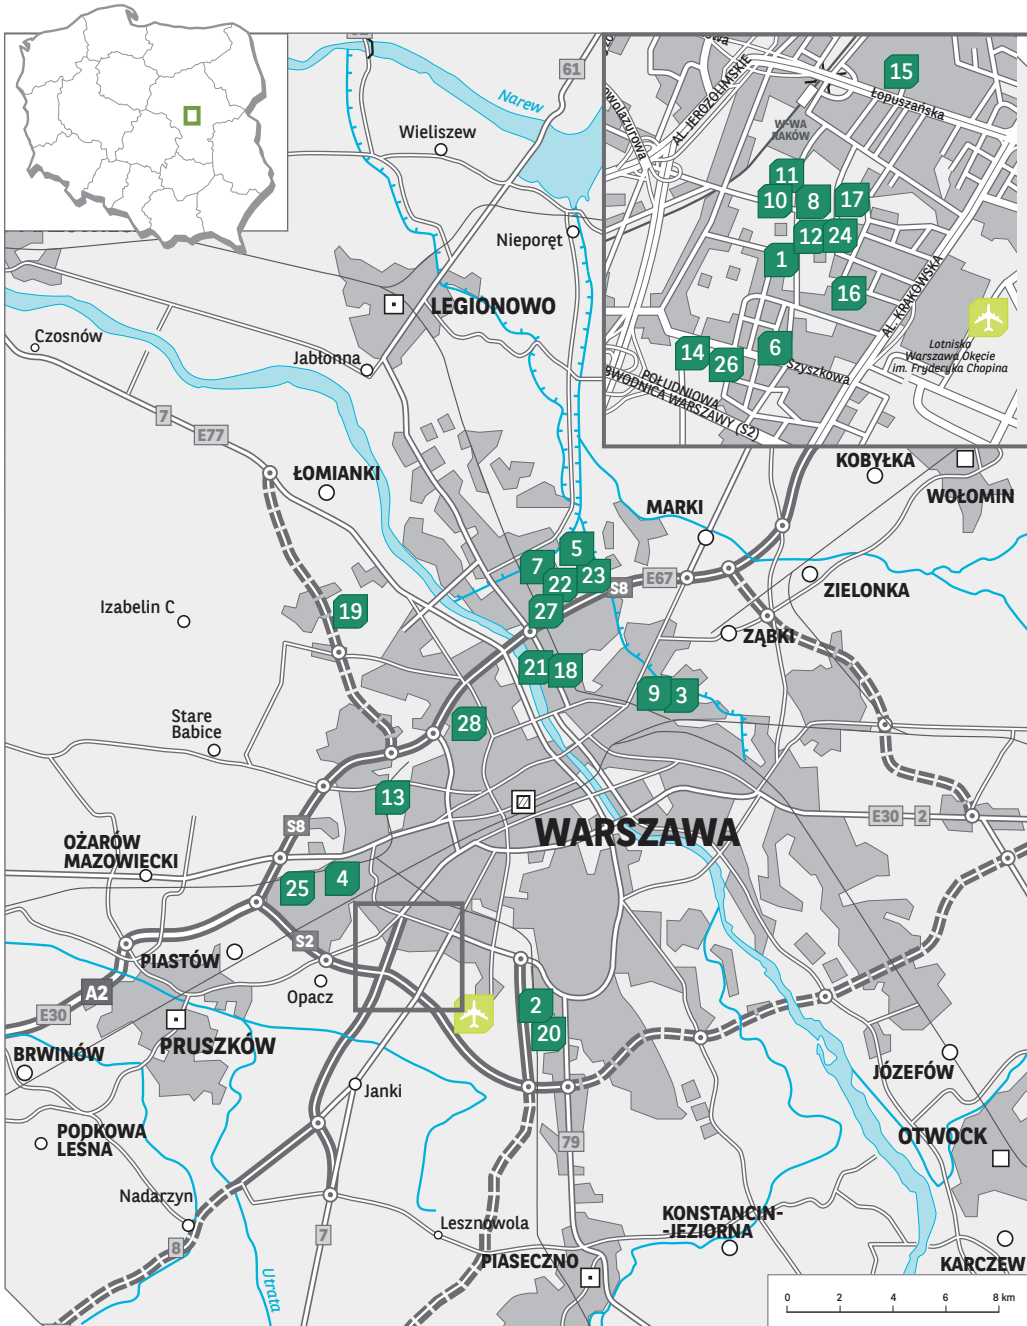 61
Narew
Wieliszew
Nieporęt
LEGIONOWO
Czosnów
Jabłonna
7
E77
ŁOMIANKI
15
Łopuszańska
AL. JEROZOLIMSKIE
W-WA
RAKÓW
11
10
8
17
12
24
1
16
AL. KRAKOWSKA
14
26
6
Szyszkowa
Lotnisko
Warszawa Okęcie
im. Fryderyka Chopina
POŁUDNIOWA
BWODNICA WARSZAWY (S2)
KOBYŁKA
WOŁOMIN
MARKI
5
7
22
23
E67
S8
27
ZIELONKA
ZĄBKI
Izabelin C
19
21
18
9
3
Stare
Babice
28
13
WARSZAWA
E30
2
S8
OŻARÓW
MAZOWIECKI
25
4
S2
PIASTÓW
Opacz
A2
E30
2
20
PRUSZKÓW
BRWINÓW
JÓZEFÓW
Janki
PODKOWA
LEŚNA
79
OTWOCK
Nadarzyn
8
7
Lesznowola
KONSTANCIN-
-JEZIORNA
PIASECZNO
KARCZEW
Utrata
0 2 4 6 8 km